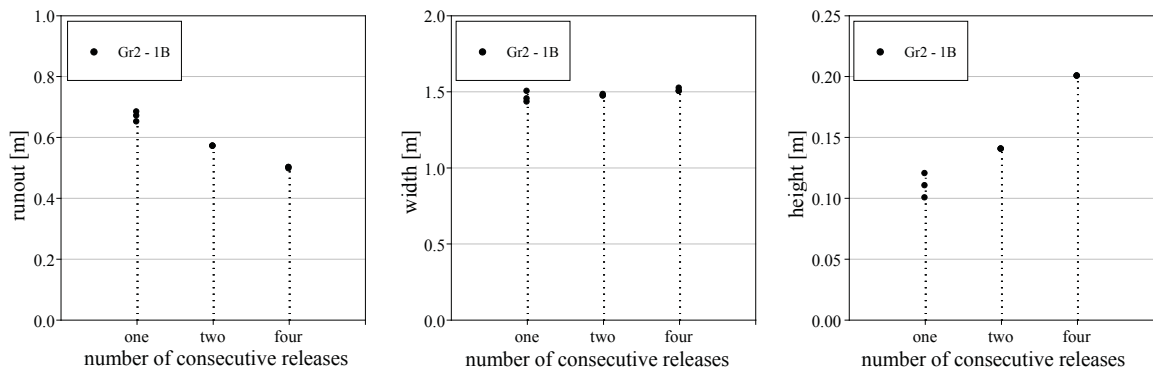 1.0
0.8
0.6
0.4
0.2
0.0
runout [m]
Gr2 - 1B
one two four
number of consecutive releases
2.0
1.5
1.0
0.5
0.0
width [m]
Gr2 - 1B
one two four
number of consecutive releases
0.25
0.20
0.15
0.10
0.05
0.00
height [m]
Gr2 - 1B
one two four
number of consecutive releases